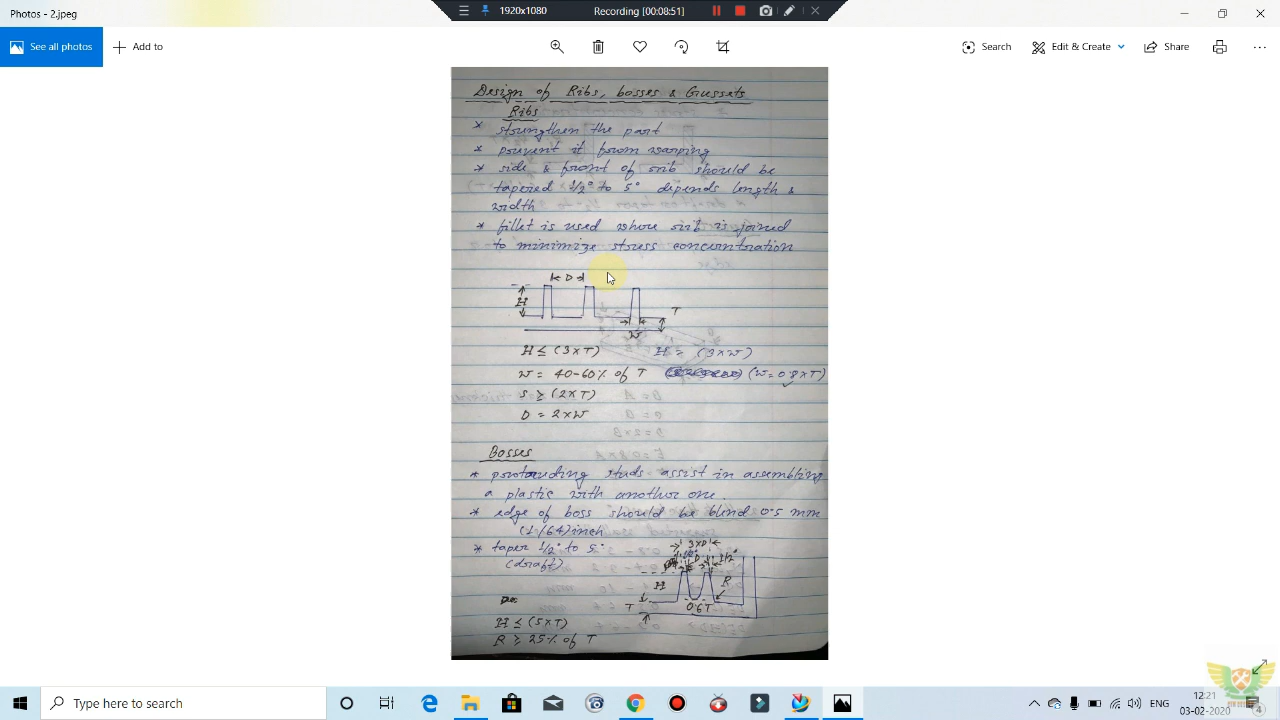 Photos - 2.jpeg
1920x1080
Recording [00:08:51]
See all photos
Add to
Search
Edit & Create
Share
Design of Ribs, bosses & Gussets
Ribs
* strengthen the part
* prevent it from warping
* side & front of rib should be
tapered 1/2° to 5° depends length &
width
* fillet is used where rib is joined
to minimize stress concentration
D
H
T
W
H ≤ (3×T) H ≥ (3×W)
W = 40-60% of T (W = 0.8×T)
S ≥ (2×T)
D = 2×W
Bosses
* protruding studs assist in assembling
a plastic with another one.
* edge of boss should be blind 0.5 mm
(1/64)inch
* taper 1/2° to 5°
(draft)
D
1/2°
H
R
T
0.6T
H ≤ (5×T)
R ≥ 25% of T
Type here to search
ENG
12:21
03-02-2020